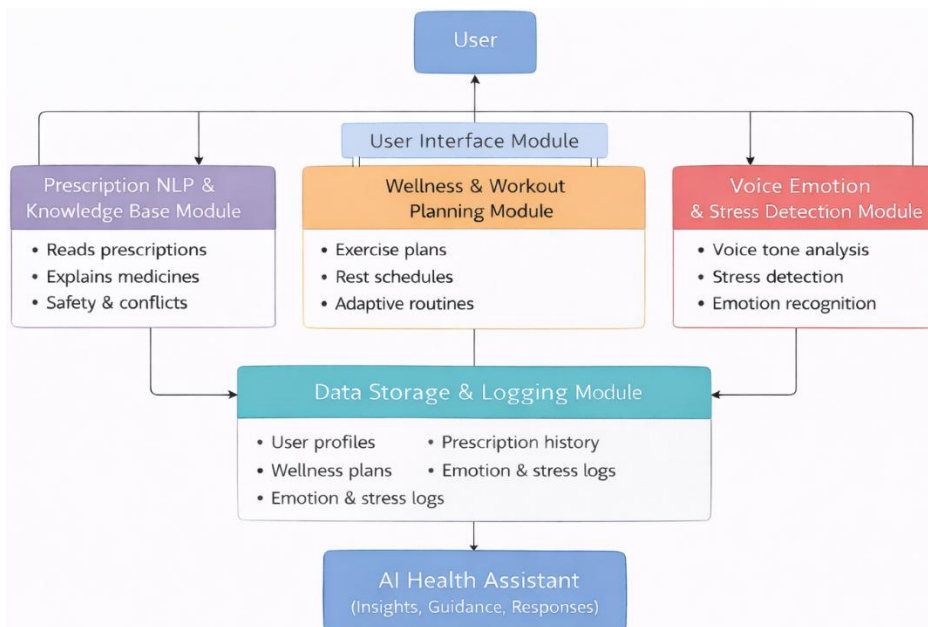 User
User Interface Module
Prescription NLP &
Knowledge Base Module
• Reads prescriptions
• Explains medicines
• Safety & conflicts
Wellness & Workout
Planning Module
• Exercise plans
• Rest schedules
• Adaptive routines
Voice Emotion
& Stress Detection Module
• Voice tone analysis
• Stress detection
• Emotion recognition
Data Storage & Logging Module
• User profiles
• Wellness plans
• Emotion & stress logs
• Prescription history
• Emotion & stress logs
AI Health Assistant
(Insights, Guidance, Responses)